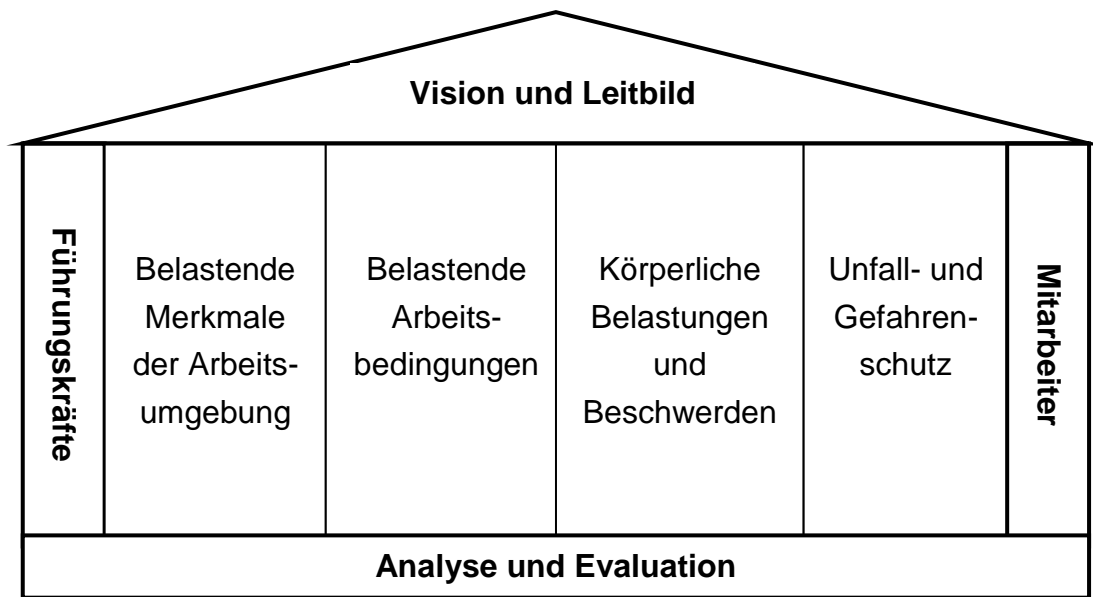 Vision und Leitbild
Führungskräfte
Belastende
Merkmale
der Arbeits-
umgebung
Belastende
Arbeits-
bedingungen
Körperliche
Belastungen
und
Beschwerden
Unfall- und
Gefahren-
schutz
Mitarbeiter
Analyse und Evaluation